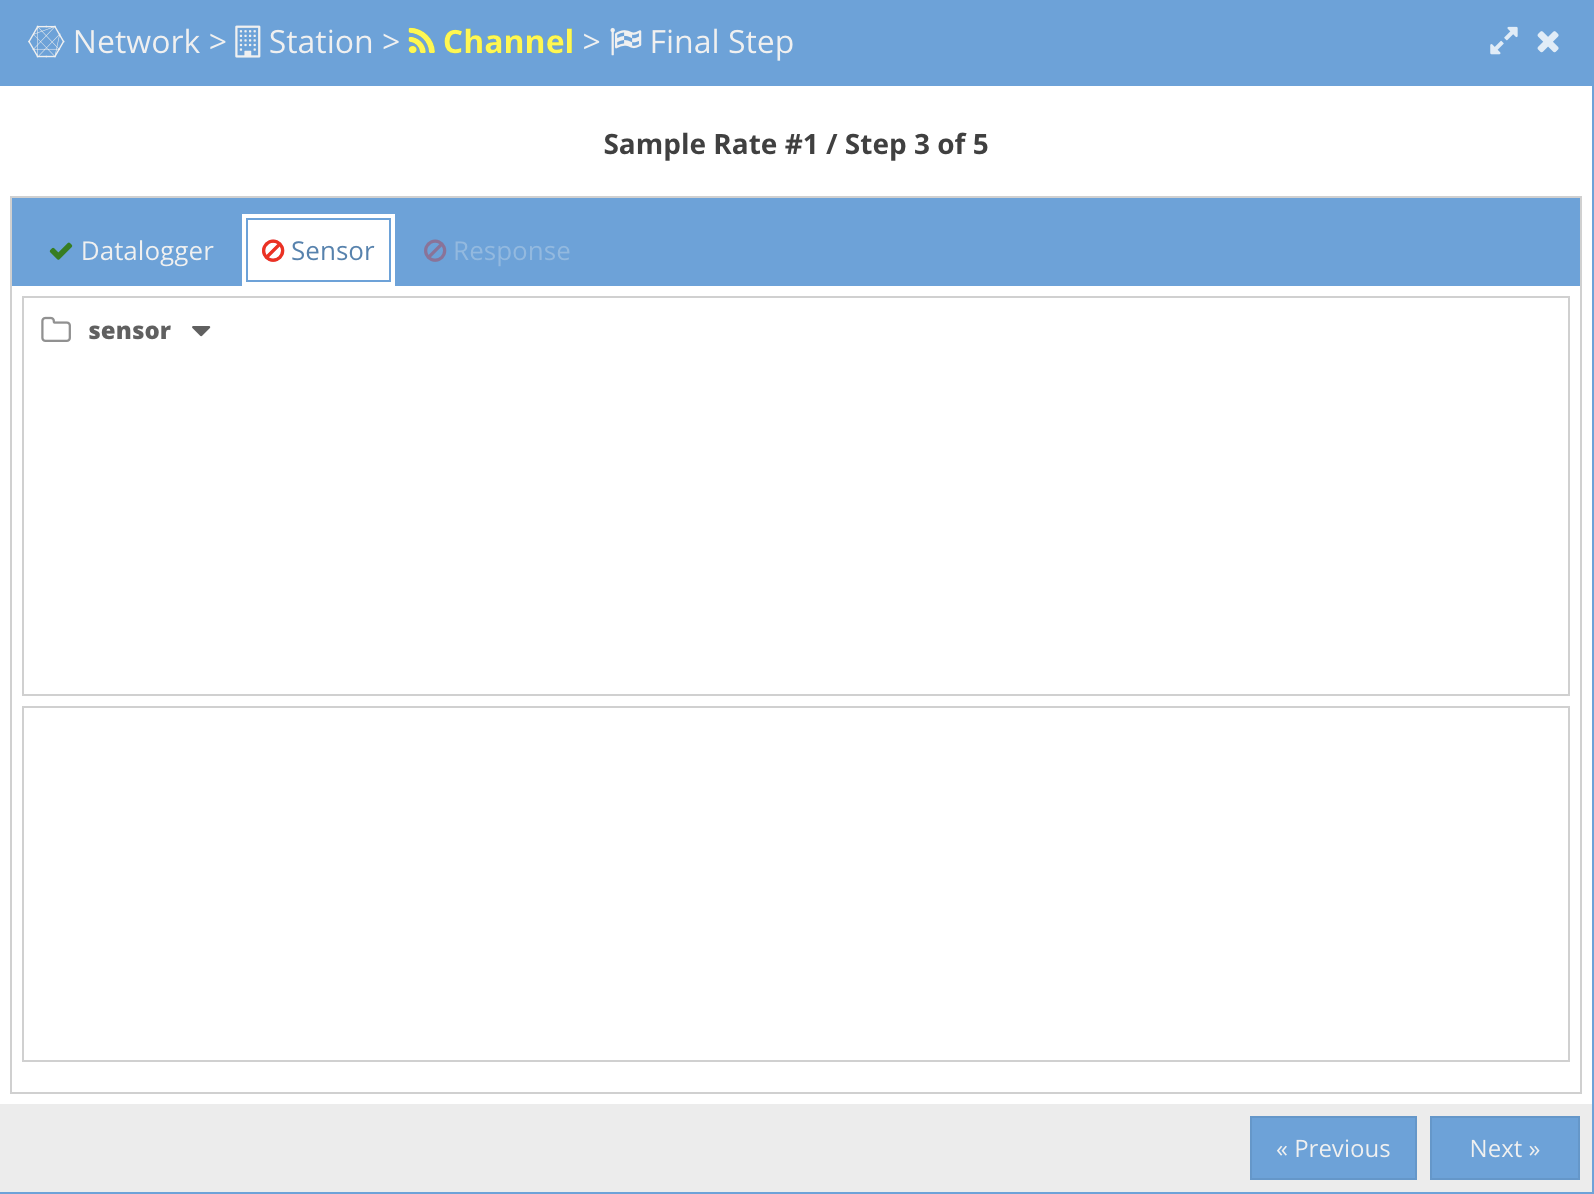 Network > Station > Channel > Final Step
Sample Rate #1 / Step 3 of 5
Datalogger Sensor Response
sensor
« Previous Next »